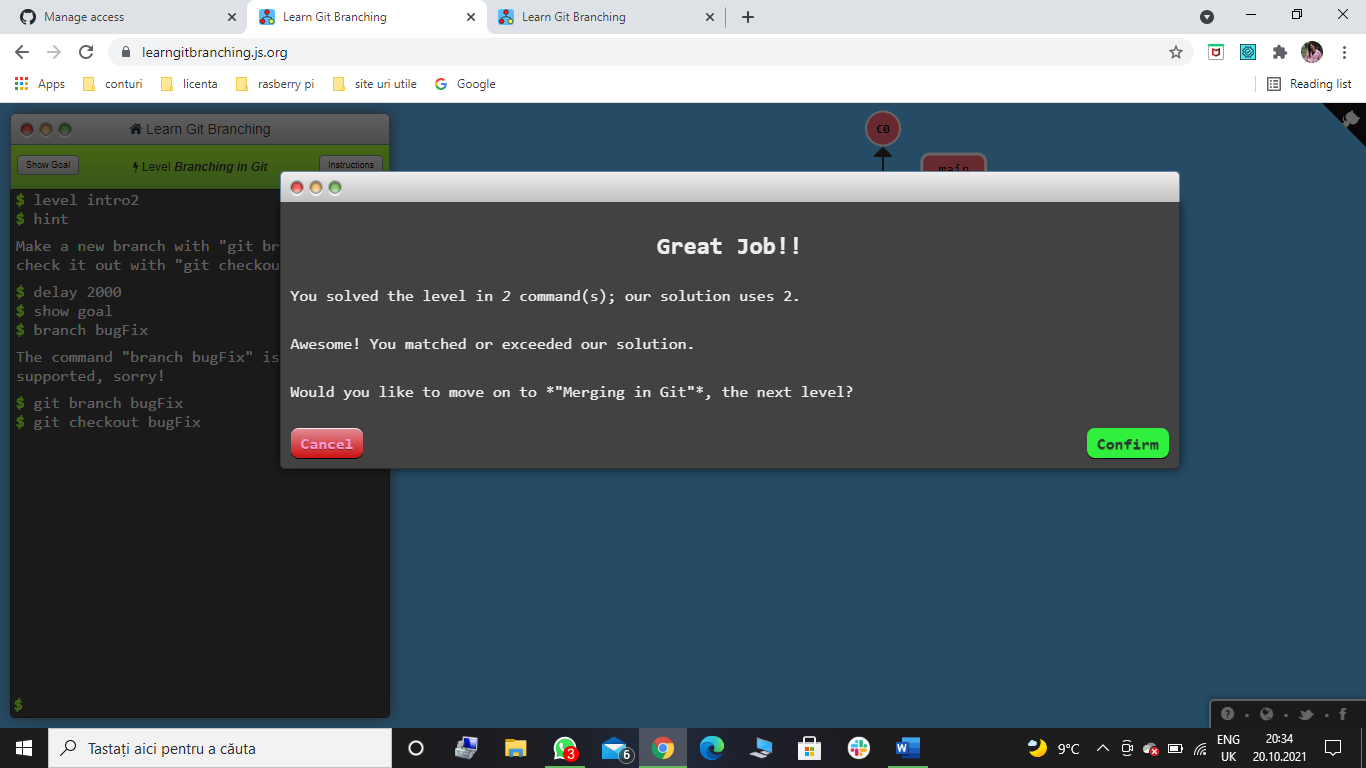 Manage access
Learn Git Branching
Learn Git Branching
learngitbranching.js.org
Apps
conturi
licenta
rasberry pi
site uri utile
Google
Reading list
Learn Git Branching
Show Goal
Level Branching in Git
Instructions
$ level intro2
$ hint
Make a new branch with "git br
check it out with "git checkou
$ delay 2000
$ show goal
$ branch bugFix
The command "branch bugFix" is
supported, sorry!
$ git branch bugFix
$ git checkout bugFix
$
C0
main
Great Job!!
You solved the level in 2 command(s); our solution uses 2.
Awesome! You matched or exceeded our solution.
Would you like to move on to *"Merging in Git"*, the next level?
Cancel
Confirm
Tastați aici pentru a căuta
3
6
9°C
ENG
UK
20:34
20.10.2021